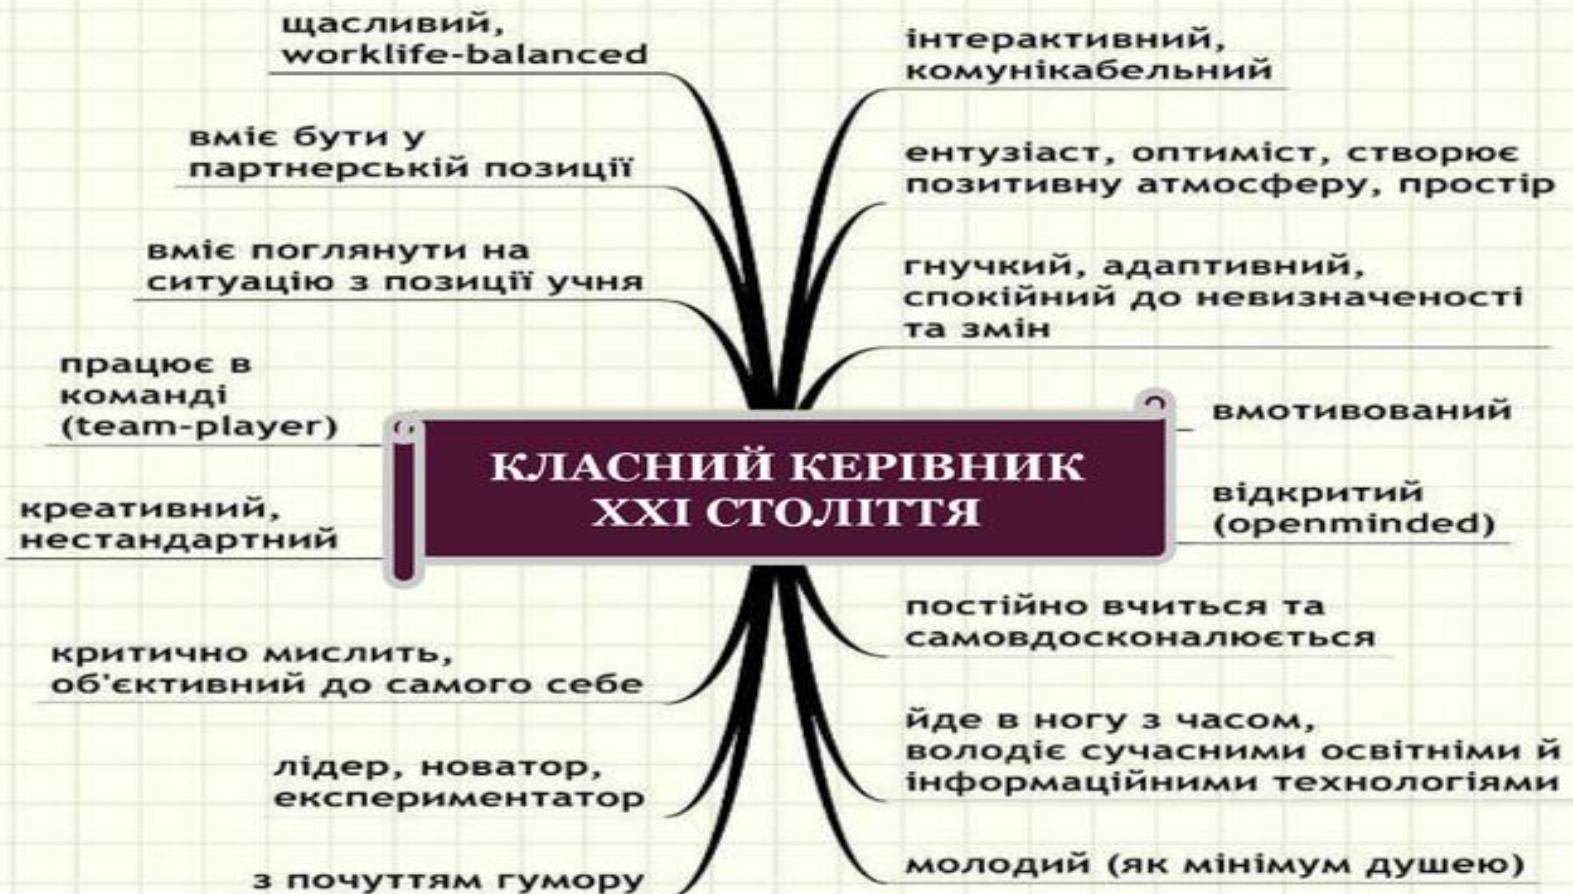 щасливий,
worklife-balanced
вміє бути у
партнерській позиції
вміє поглянути на
ситуацію з позиції учня
працює в
команді
(team-player)
креативний,
нестандартний
критично мислить,
об'єктивний до самого себе
лідер, новатор,
експериментатор
з почуттям гумору
КЛАСНИЙ КЕРІВНИК
ХХІ СТОЛІТТЯ
інтерактивний,
комунікабельний
ентузіаст, оптиміст, створює
позитивну атмосферу, простір
гнучкий, адаптивний,
спокійний до невизначеності
та змін
вмотивований
відкритий
(openminded)
постійно вчиться та
самовдосконалюється
йде в ногу з часом,
володіє сучасними освітніми й
інформаційними технологіями
молодий (як мінімум душею)